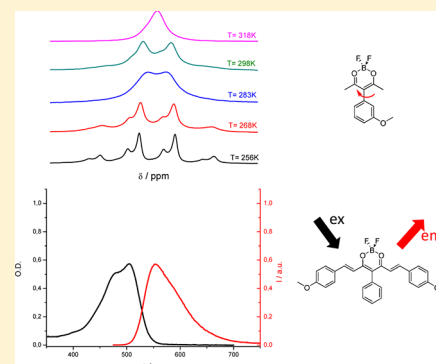 T= 318K
T= 298K
T= 283K
T= 268K
T= 256K
δ / ppm
F F
B
O O
O
1,0
0,8
0,6
0,4
0,2
0,0
O.D.
400
500
600
700
1,0
0,8
0,6
0,4
0,2
0,0
I / a.u.
ex
em
F F
B
O O
O
O